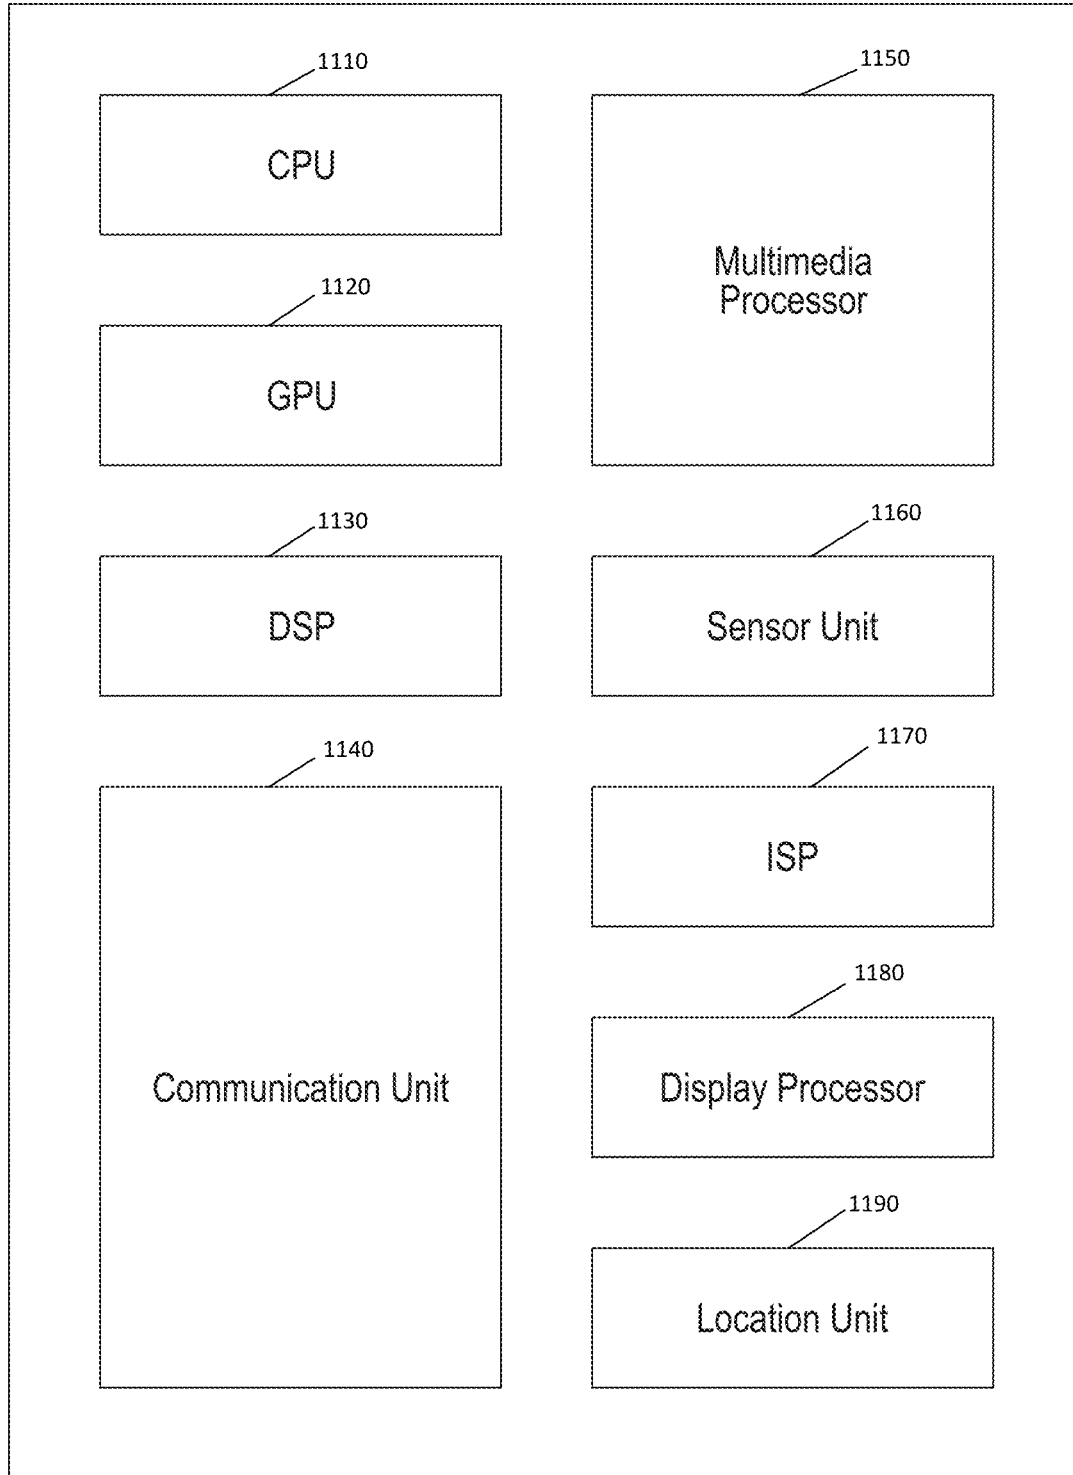 1110
CPU
1120
GPU
1130
DSP
1140
Communication Unit
1150
Multimedia
Processor
1160
Sensor Unit
1170
ISP
1180
Display Processor
1190
Location Unit